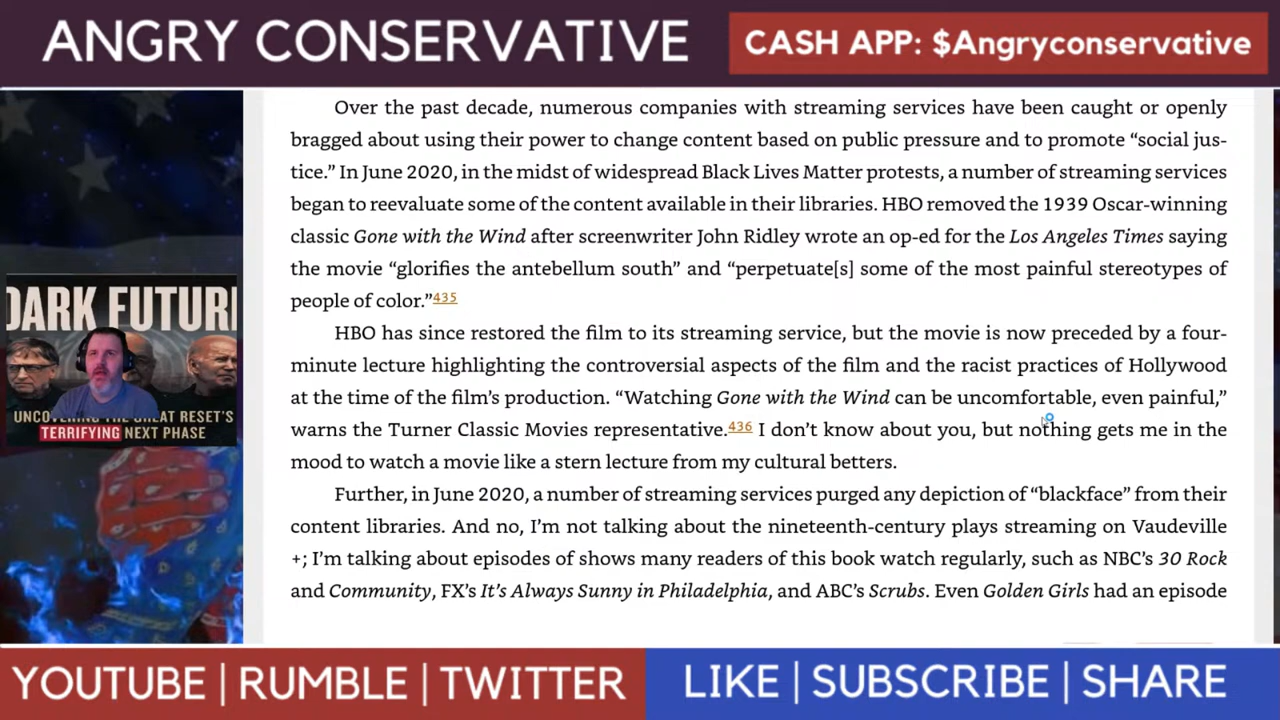 ANGRY CONSERVATIVE
CASH APP: $Angryconservative
Over the past decade, numerous companies with streaming services have been caught or openly
bragged about using their power to change content based on public pressure and to promote “social jus-
tice.” In June 2020, in the midst of widespread Black Lives Matter protests, a number of streaming services
began to reevaluate some of the content available in their libraries. HBO removed the 1939 Oscar-winning
classic Gone with the Wind after screenwriter John Ridley wrote an op-ed for the Los Angeles Times saying
the movie “glorifies the antebellum south” and “perpetuate[s] some of the most painful stereotypes of
people of color.”435
HBO has since restored the film to its streaming service, but the movie is now preceded by a four-
minute lecture highlighting the controversial aspects of the film and the racist practices of Hollywood
at the time of the film’s production. “Watching Gone with the Wind can be uncomfortable, even painful,”
warns the Turner Classic Movies representative.436 I don’t know about you, but nothing gets me in the
mood to watch a movie like a stern lecture from my cultural betters.
Further, in June 2020, a number of streaming services purged any depiction of “blackface” from their
content libraries. And no, I’m not talking about the nineteenth-century plays streaming on Vaudeville
+; I’m talking about episodes of shows many readers of this book watch regularly, such as NBC’s 30 Rock
and Community, FX’s It’s Always Sunny in Philadelphia, and ABC’s Scrubs. Even Golden Girls had an episode
DARK FUTUR
RESET’S
TERRIFYING NEXT PHASE
YOUTUBE | RUMBLE | TWITTER
LIKE | SUBSCRIBE | SHARE